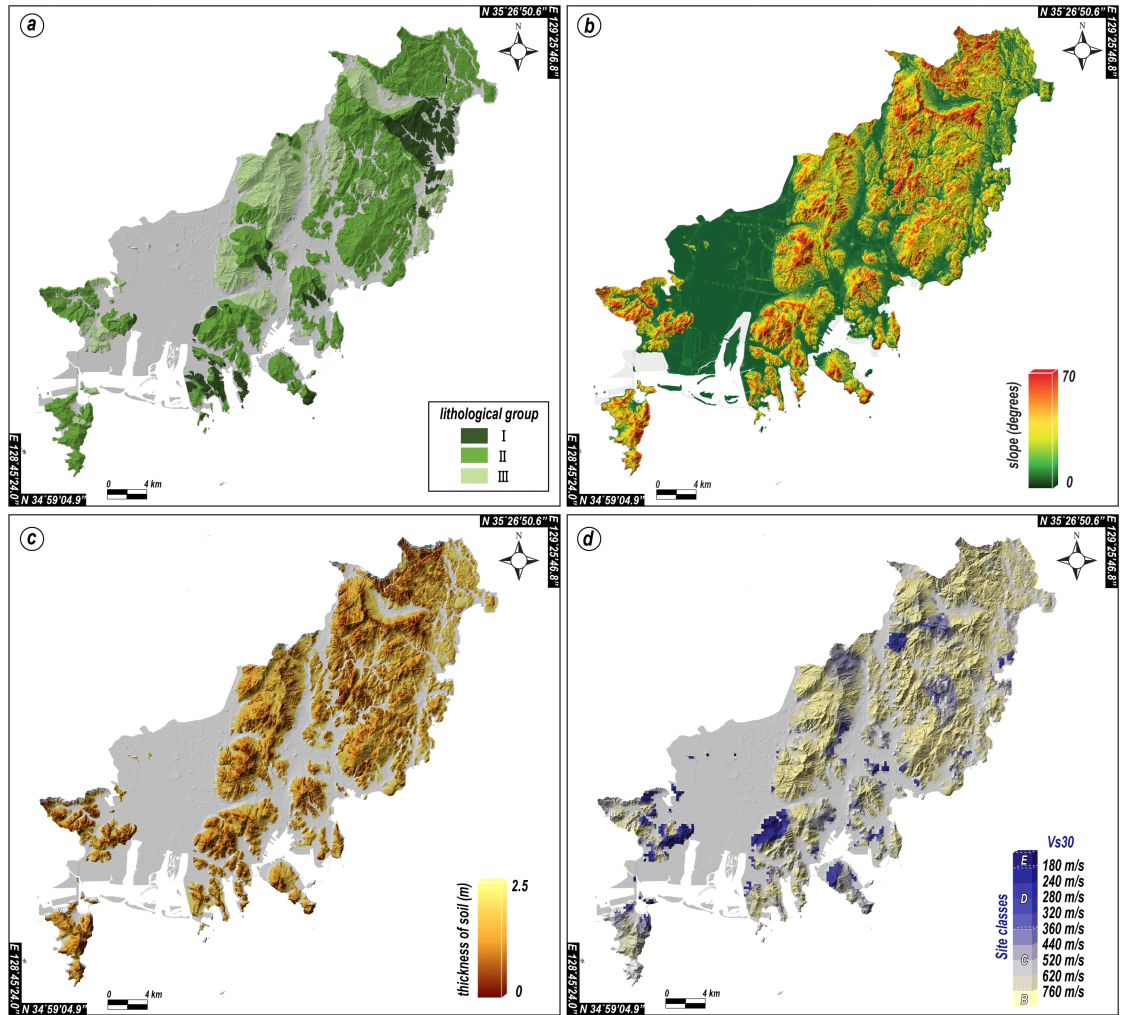 a
N 35˚26'50.6"
E 129˚25'46.8"
N
lithological group
I
II
III
0 4 km
E 128˚45'24.0"
N 34˚59'04.9"
b
N 35˚26'50.6"
E 129˚25'46.8"
N
slope (degrees)
70
0
0 4 km
E 128˚45'24.0"
N 34˚59'04.9"
c
N 35˚26'50.6"
E 129˚25'46.8"
N
thickness of soil (m)
2.5
0
0 4 km
E 128˚45'24.0"
N 34˚59'04.9"
d
N 35˚26'50.6"
E 129˚25'46.8"
N
Vs30
Site classes
E
180 m/s
240 m/s
D
280 m/s
320 m/s
360 m/s
440 m/s
C
520 m/s
620 m/s
760 m/s
B
0 4 km
E 128˚45'24.0"
N 34˚59'04.9"